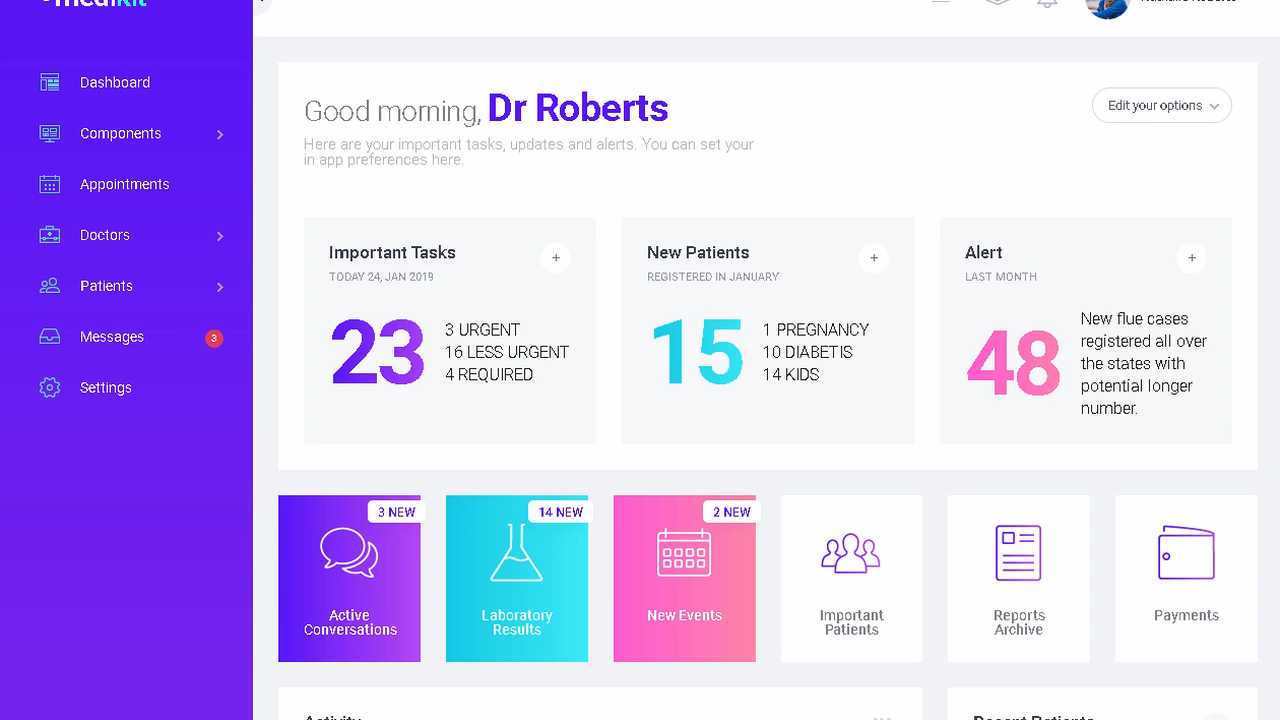 medikit
Dashboard
Components
Appointments
Doctors
Patients
Messages
3
Settings
Good morning, Dr Roberts
Here are your important tasks, updates and alerts. You can set your
in app preferences here.
Edit your options
Important Tasks
+
TODAY 24, JAN 2019
23
3 URGENT
16 LESS URGENT
4 REQUIRED
New Patients
+
REGISTERED IN JANUARY
15
1 PREGNANCY
10 DIABETIS
14 KIDS
Alert
+
LAST MONTH
48
New flue cases
registered all over
the states with
potential longer
number.
3 NEW
Active
Conversations
14 NEW
Laboratory
Results
2 NEW
New Events
Important
Patients
Reports
Archive
Payments
Activity
Recent Patients